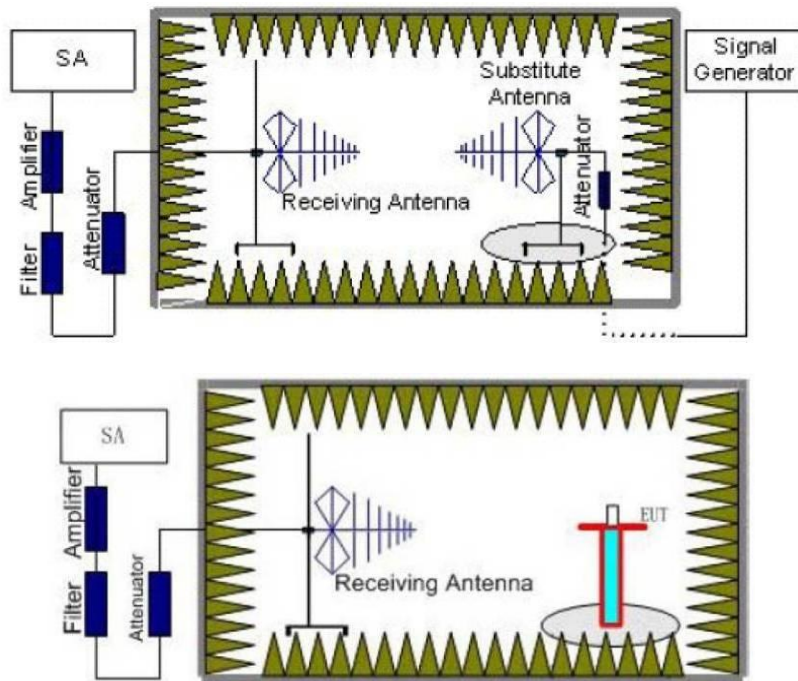 SA
Signal
Generator
Substitute
Antenna
Amplifier
Attenuator
Filter
Receiving Antenna
Attenuator
SA
Amplifier
Filter
Attenuator
Receiving Antenna
EUT